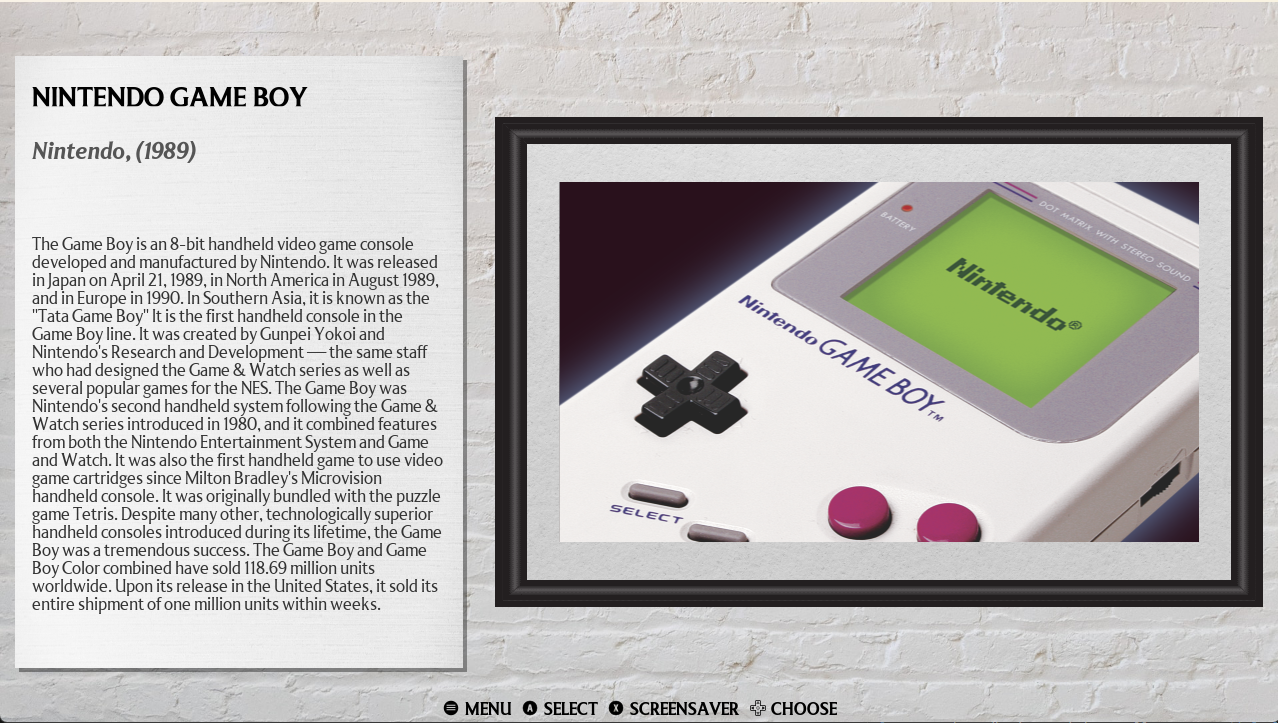 NINTENDO GAME BOY
Nintendo, (1989)
The Game Boy is an 8-bit handheld video game console
developed and manufactured by Nintendo. It was released
in Japan on April 21, 1989, in North America in August 1989,
and in Europe in 1990. In Southern Asia, it is known as the
"Tata Game Boy" It is the first handheld console in the
Game Boy line. It was created by Gunpei Yokoi and
Nintendo's Research and Development — the same staff
who had designed the Game & Watch series as well as
several popular games for the NES. The Game Boy was
Nintendo's second handheld system following the Game &
Watch series introduced in 1980, and it combined features
from both the Nintendo Entertainment System and Game
and Watch. It was also the first handheld game to use video
game cartridges since Milton Bradley's Microvision
handheld console. It was originally bundled with the puzzle
game Tetris. Despite many other, technologically superior
handheld consoles introduced during its lifetime, the Game
Boy was a tremendous success. The Game Boy and Game
Boy Color combined have sold 118.69 million units
worldwide. Upon its release in the United States, it sold its
entire shipment of one million units within weeks.
DOT MATRIX WITH STEREO SOUND
BATTERY
Nintendo®
Nintendo GAME BOY™
SELECT
MENU A SELECT X SCREENSAVER CHOOSE